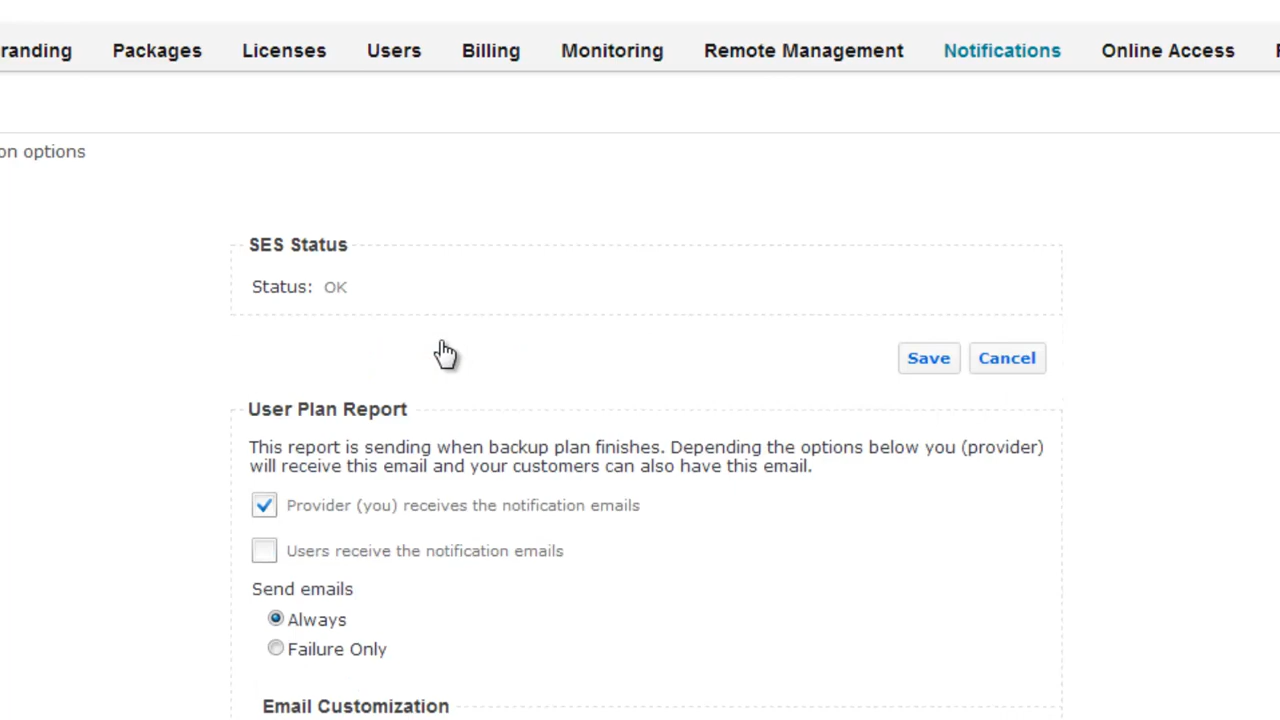 Packages Licenses Users Billing Monitoring Remote Management Notifications Online Access
options
SES Status
Status: OK
Save Cancel
User Plan Report
This report is sending when backup plan finishes. Depending the options below you (provider)
will receive this email and your customers can also have this email.
Provider (you) receives the notification emails
Users receive the notification emails
Send emails
Always
Failure Only
Email Customization